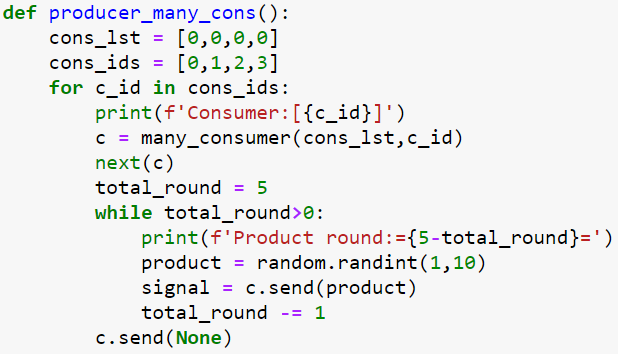 def producer_many_cons():
    cons_lst = [0,0,0,0]
    cons_ids = [0,1,2,3]
    for c_id in cons_ids:
        print(f'Consumer:[{c_id}]')
        c = many_consumer(cons_lst,c_id)
        next(c)
        total_round = 5
        while total_round>0:
            print(f'Product round:={5-total_round}=')
            product = random.randint(1,10)
            signal = c.send(product)
            total_round -= 1
        c.send(None)